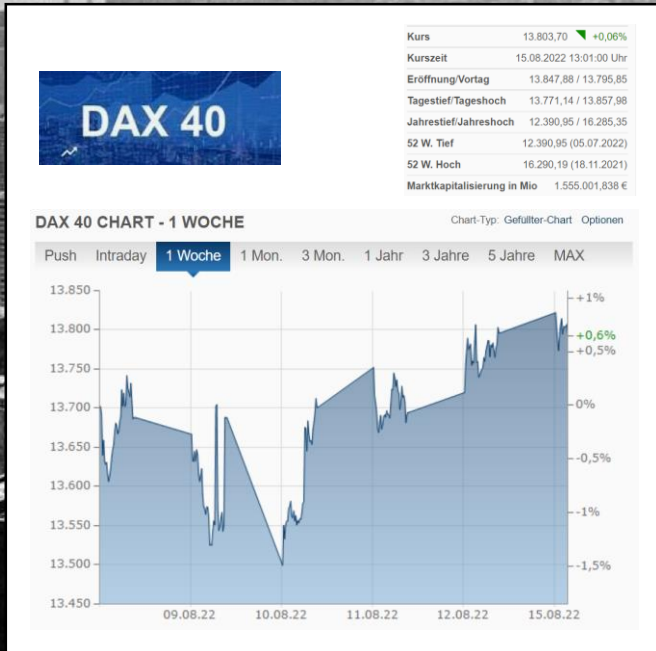 DAX 40
Kurs 13.803,70 +0,06%
Kurszeit 15.08.2022 13:01:00 Uhr
Eröffnung/Vortag 13.847,88 / 13.795,85
Tagestief/Tageshoch 13.771,14 / 13.857,98
Jahrestief/Jahreshoch 12.390,95 / 16.285,35
52 W. Tief 12.390,95 (05.07.2022)
52 W. Hoch 16.290,19 (18.11.2021)
Marktkapitalisierung in Mio 1.555.001,838 €
DAX 40 CHART - 1 WOCHE
Chart-Typ: Gefüllter-Chart Optionen
Push Intraday 1 Woche 1 Mon. 3 Mon. 1 Jahr 3 Jahre 5 Jahre MAX
13.850
13.800
13.750
13.700
13.650
13.600
13.550
13.500
13.450
+1%
+0,6%
+0,5%
0%
-0,5%
-1%
-1,5%
09.08.22 10.08.22 11.08.22 12.08.22 15.08.22